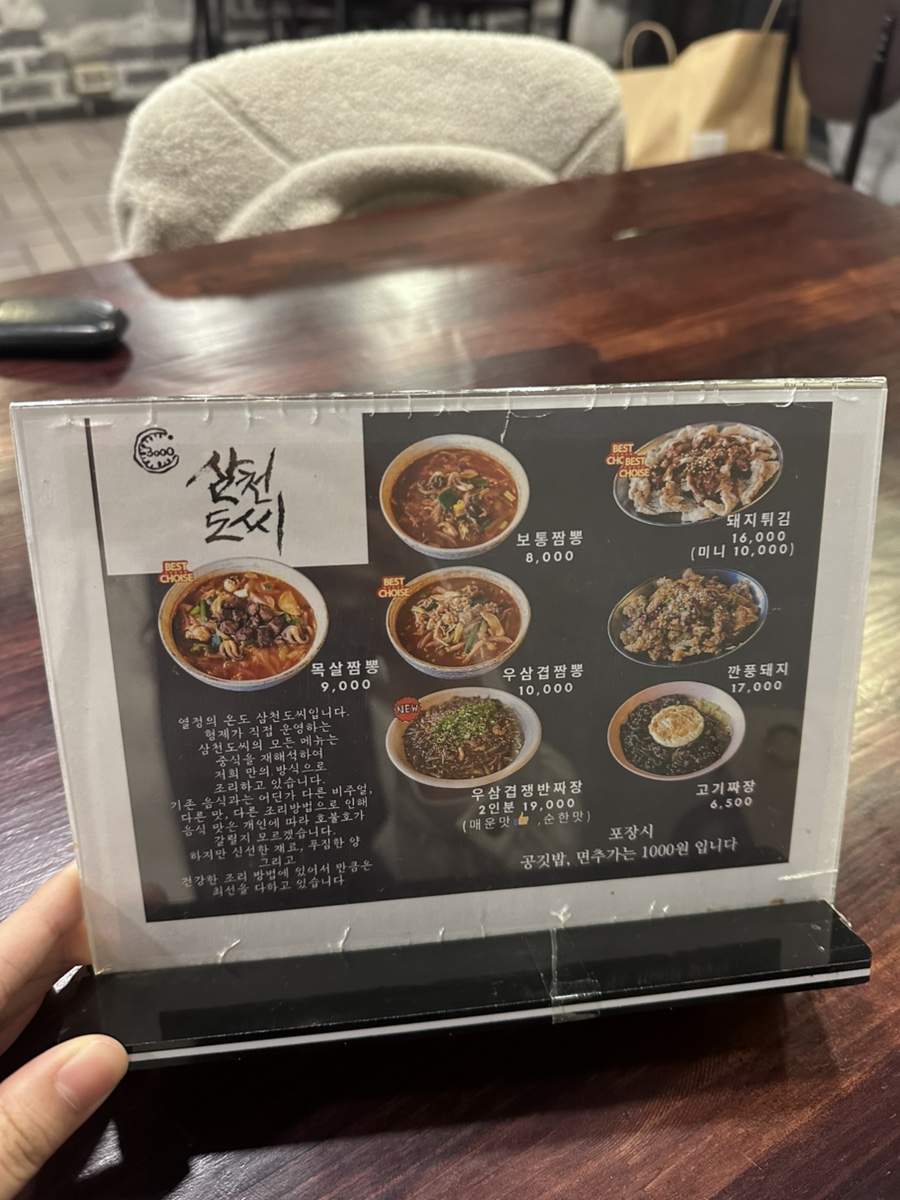 3000
삼천
도씨
보통짬뽕
8,000
BEST
CHOISE
돼지튀김
16,000
(미니 10,000)
BEST
CHOISE
목살짬뽕
9,000
BEST
CHOISE
우삼겹짬뽕
10,000
깐풍돼지
17,000
NEW
우삼겹쟁반짜장
2인분 19,000
(매운맛👍 ,순한맛)
고기짜장
6,500
열정의 온도 삼천도씨입니다.
형제가 직접 운영하는
삼천도씨의 모든 메뉴는
중식을 재해석하여
저희 만의 방식으로
조리하고 있습니다.
기존 음식과는 어딘가 다른 비주얼,
다른 맛, 다른 조리방법으로 인해
음식 맛은 개인에 따라 호불호가
갈릴지 모르겠습니다.
하지만 신선한 재료, 푸짐한 양
그리고
건강한 조리 방법에 있어서 만큼은
최선을 다하고 있습니다
포장시
공깃밥, 면추가는 1000원 입니다